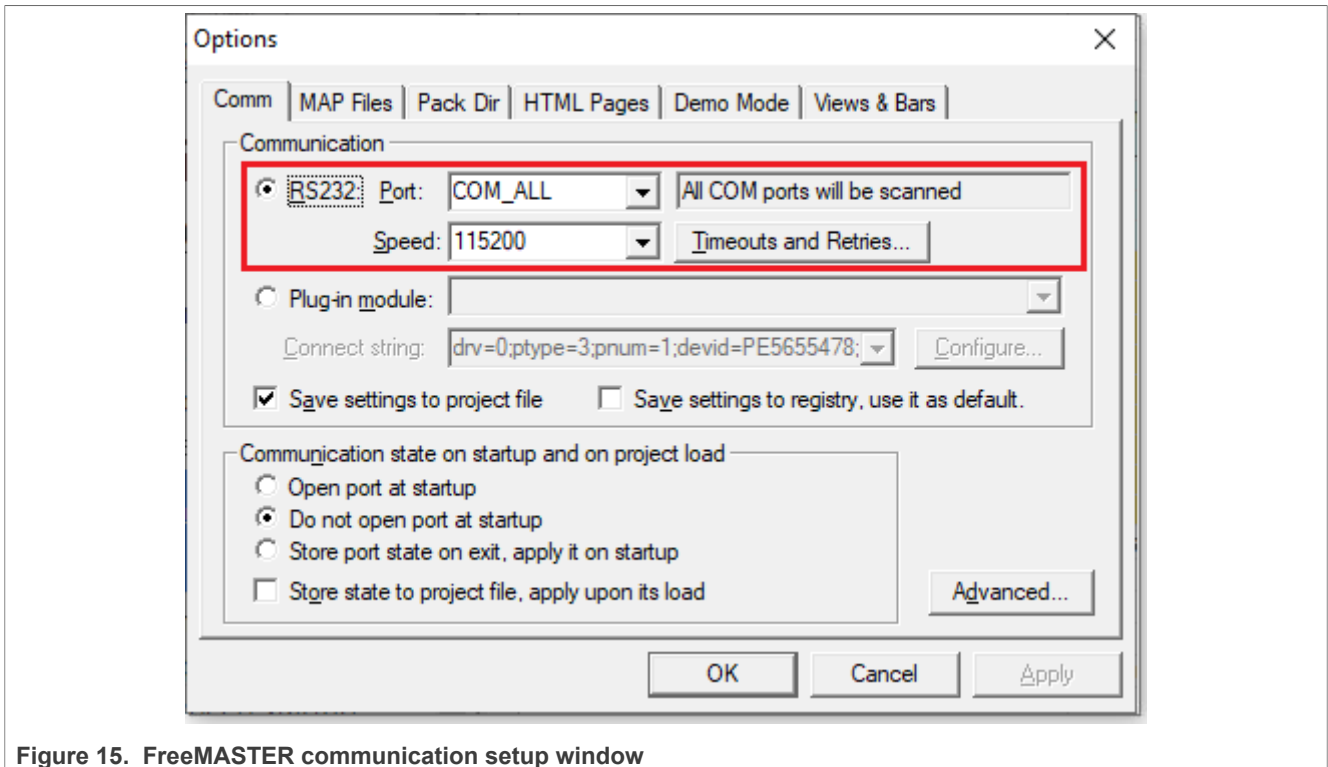 Options
Comm MAP Files Pack Dir HTML Pages Demo Mode Views & Bars
Communication
RS232: Port: COM_ALL All COM ports will be scanned
Speed: 115200 Timeouts and Retries...
Plug-in module:
Connect string: drv=0;ptype=3;pnum=1;devid=PE5655478; Configure...
Save settings to project file Save settings to registry, use it as default.
Communication state on startup and on project load
Open port at startup
Do not open port at startup
Store port state on exit, apply it on startup
Store state to project file, apply upon its load Advanced...
OK Cancel Apply
Figure 15. FreeMASTER communication setup window